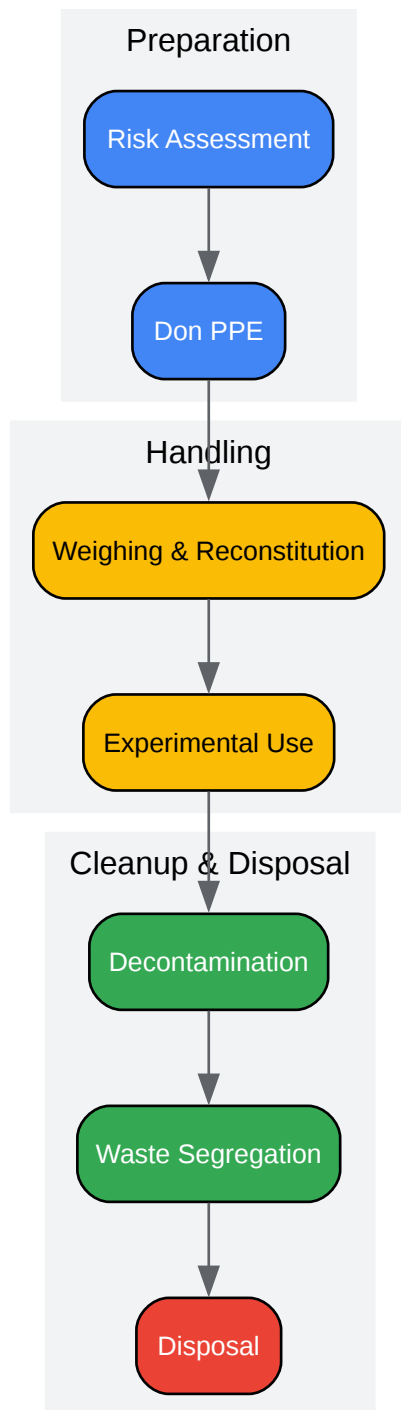 Preparation
Risk Assessment
Don PPE
Handling
Weighing & Reconstitution
Experimental Use
Cleanup & Disposal
Decontamination
Waste Segregation
Disposal